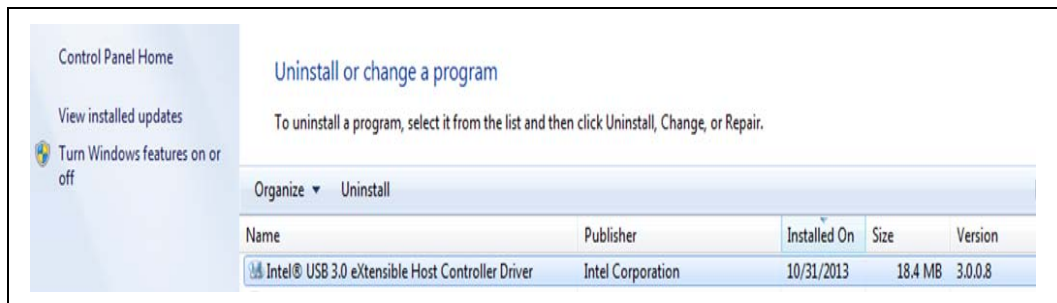 Control Panel Home
View installed updates
Turn Windows features on or
off
Uninstall or change a program
To uninstall a program, select it from the list and then click Uninstall, Change, or Repair.
Organize Uninstall
Name Publisher Installed On Size Version
Intel® USB 3.0 eXtensible Host Controller Driver Intel Corporation 10/31/2013 18.4 MB 3.0.0.8